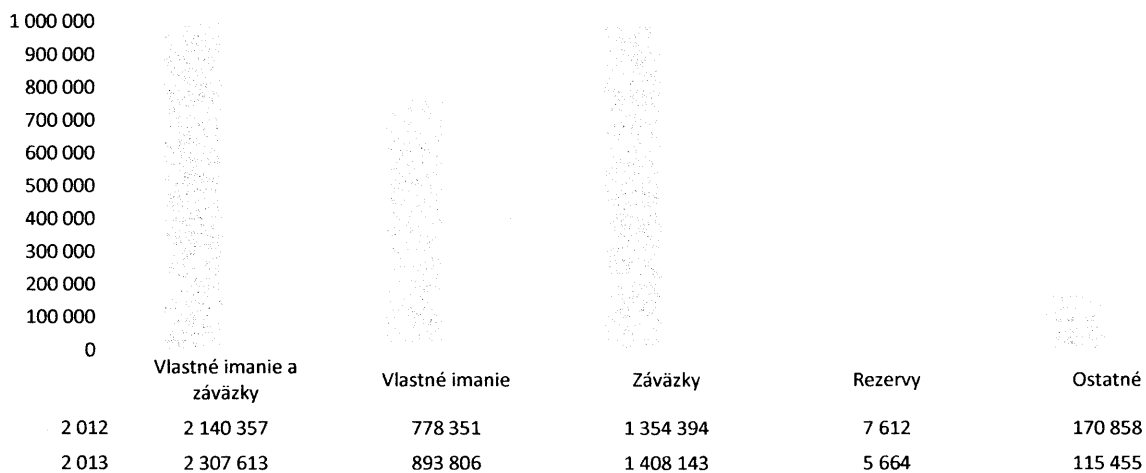 1 000 000
900 000
800 000
700 000
600 000
500 000
400 000
300 000
200 000
100 000
0
Vlastné imanie a
záväzky
Vlastné imanie
Záväzky
Rezervy
Ostatné
2 012 2 140 357 778 351 1 354 394 7 612 170 858
2 013 2 307 613 893 806 1 408 143 5 664 115 455